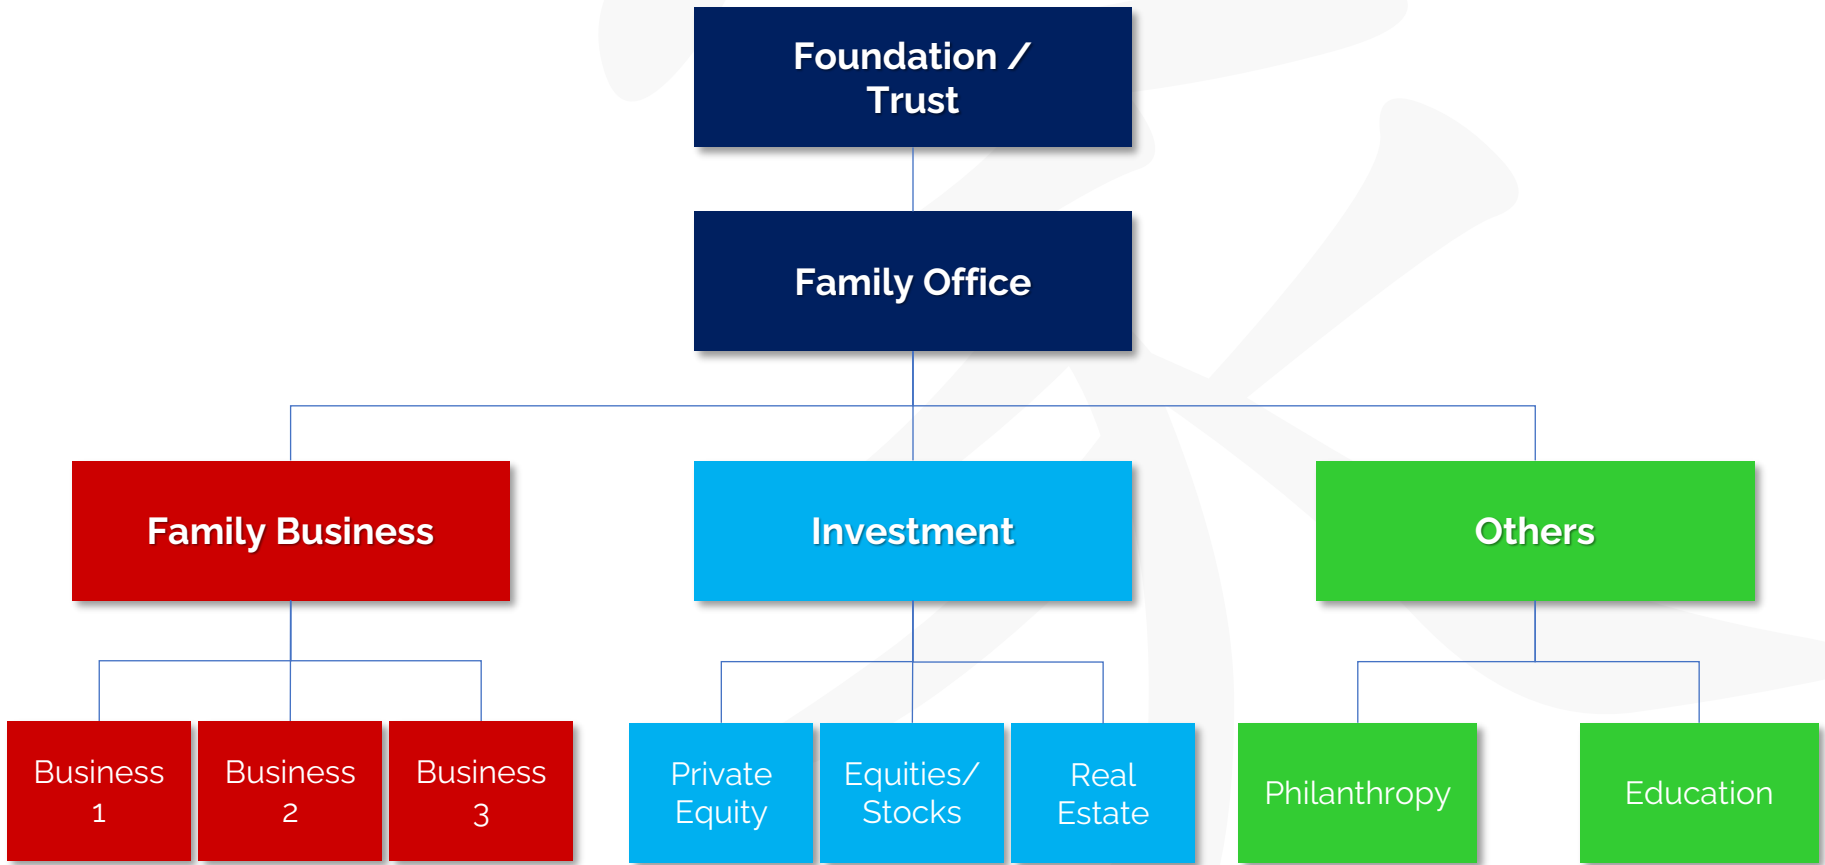 Foundation /
Trust
Family Office
Family Business
Investment
Others
Business
1
Business
2
Business
3
Private
Equity
Equities/
Stocks
Real
Estate
Philanthropy
Education